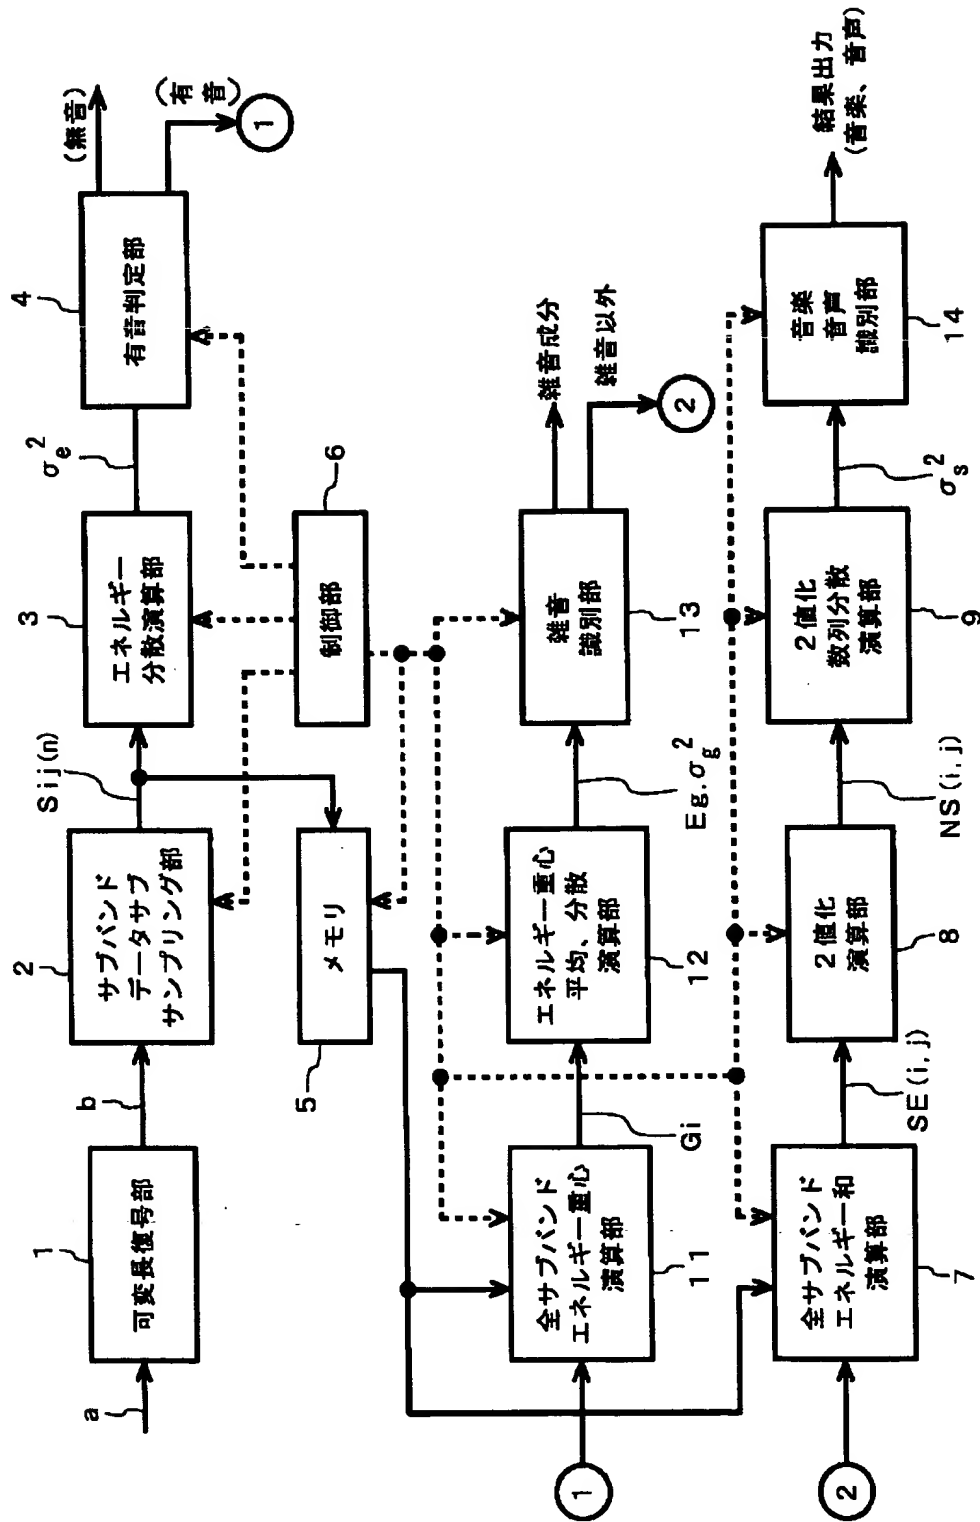 a
1
可変長復号部
b
2
サブバンド
データサブ
サンプリング部
Sij(n)
3
エネルギー
分散演算部
σe²
4
有音判定部
(無音)
(有音)
1
5
メモリ
6
制御部
1
全サブバンド
エネルギー重心
演算部
11
Gi
エネルギー重心
平均、分散
演算部
12
Eg.σg²
雑音
識別部
13
雑音成分
雑音以外
2
2
全サブバンド
エネルギー和
演算部
7
SE(i,j)
2値化
演算部
8
NS(i,j)
2値化
数列分散
演算部
9
σs²
音楽
音声
識別部
14
結果出力
(音楽、音声)